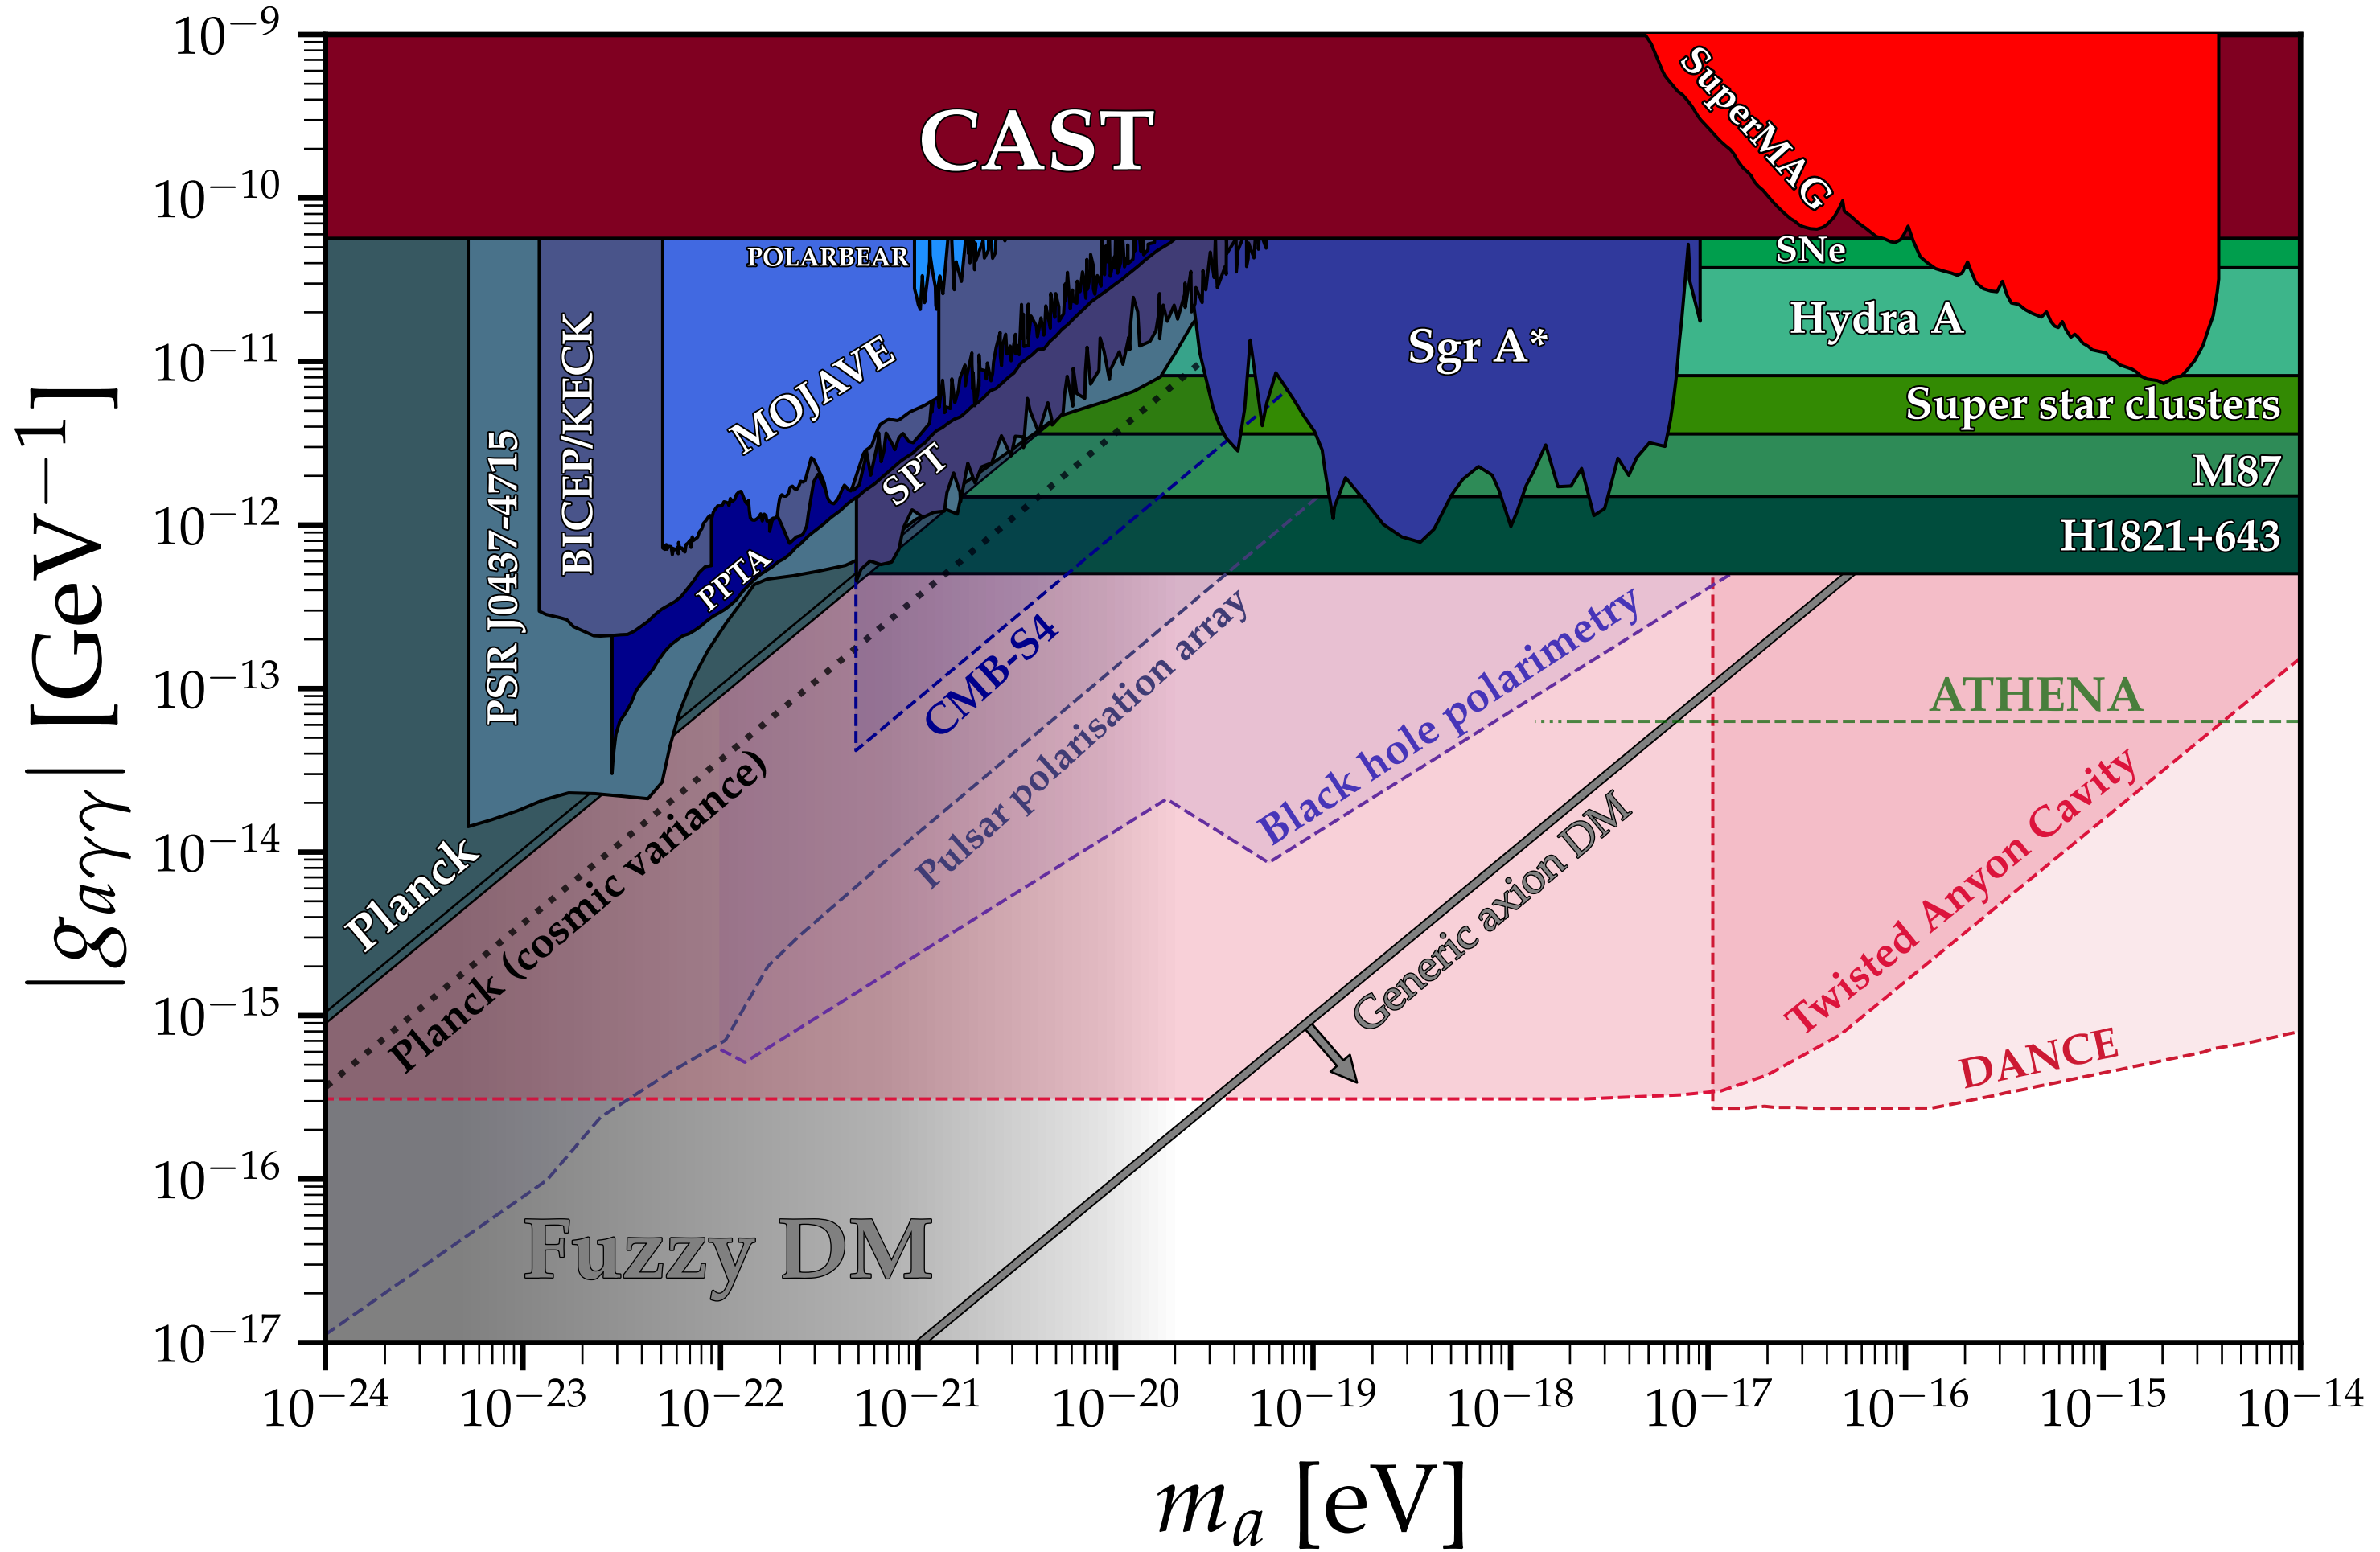 10⁻⁹
10⁻¹⁰
10⁻¹¹
10⁻¹²
10⁻¹³
10⁻¹⁴
10⁻¹⁵
10⁻¹⁶
10⁻¹⁷
|gₐγγ| [GeV⁻¹]
CAST
SuperMAG
POLARBEAR
SNe
Hydra A
Sgr A*
Super star clusters
M87
H1821+643
MOJAVE
BICEP/KECK
PSR J0437-4715
SPT
PPTA
Planck
Planck (cosmic variance)
CMB-S4
Pulsar polarisation array
Black hole polarimetry
Generic axion DM
ATHENA
Twisted Anyon Cavity
DANCE
Fuzzy DM
10⁻²⁴ 10⁻²³ 10⁻²² 10⁻²¹ 10⁻²⁰ 10⁻¹⁹ 10⁻¹⁸ 10⁻¹⁷ 10⁻¹⁶ 10⁻¹⁵ 10⁻¹⁴
mₐ [eV]